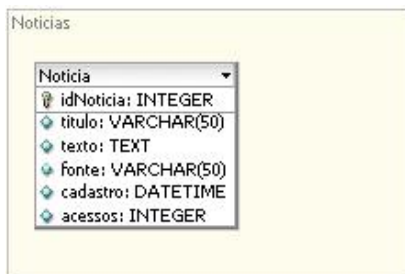 Noticias
Noticia
idNoticia: INTEGER
titulo: VARCHAR(50)
texto: TEXT
fonte: VARCHAR(50)
cadastro: DATETIME
acessos: INTEGER